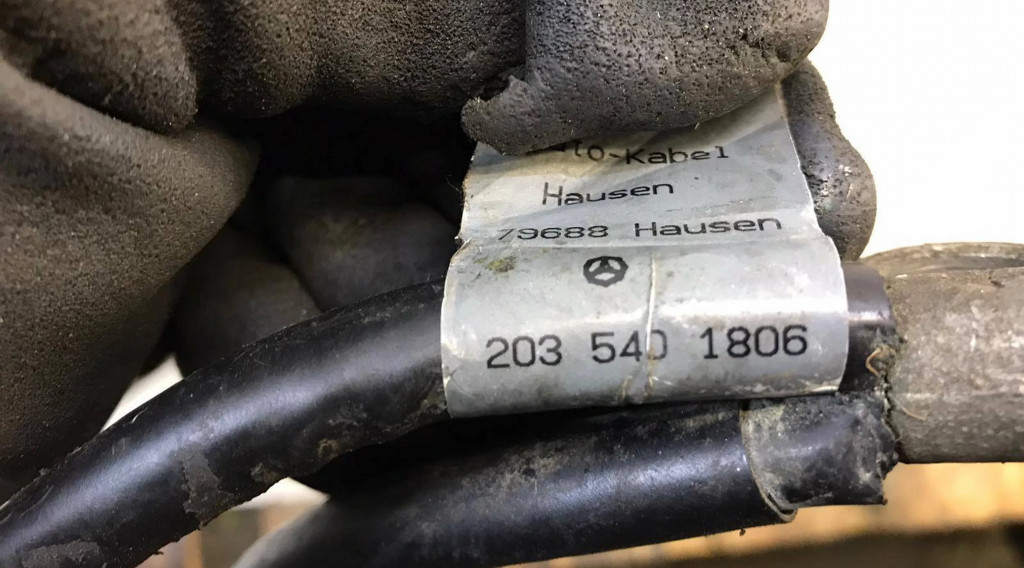 to-Kabel
Hausen
79688 Hausen
203 540 1806